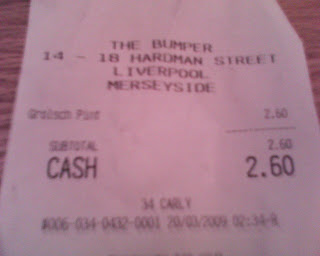 THE BUMPER
14 - 18 HARDMAN STREET
LIVERPOOL
MERSEYSIDE
Grolsch Pint 2.60
SUBTOTAL 2.60
CASH 2.60
34 CARLY
#006-034-0432-0001 20/03/2009 02:34-R